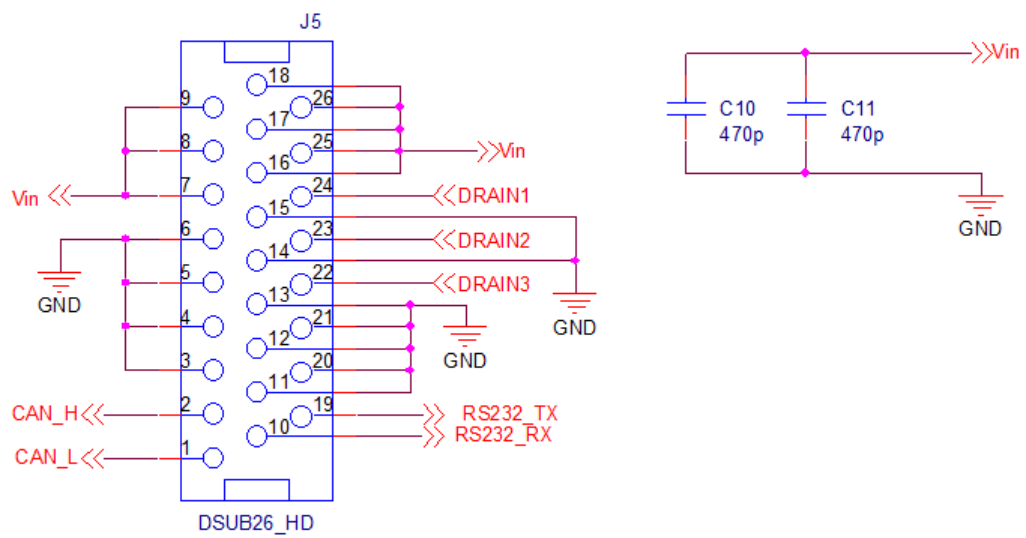 J5
18
9
26
17
8
25
Vin
16
Vin
7
24
DRAIN1
15
6
23
DRAIN2
14
GND
5
22
DRAIN3
13
GND
4
21
GND
12
3
20
11
CAN_H
2
19
RS232_TX
10
RS232_RX
CAN_L
1
DSUB26_HD
Vin
C10
470p
C11
470p
GND